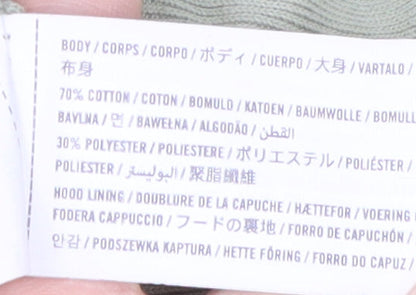 BODY / CORPS / CORPO / ボディ / CUERPO / 大身 / VARTALO /
布身
70% COTTON / COTON / BOMULD / KATOEN / BAUMWOLLE / BOMULL
BAVLNA / 면 / BAWEŁNA / ALGODÃO / القطن /
30% POLYESTER / POLIESTERE / ポリエステル / POLIÉSTER /
POLIESTER / البوليستر / 聚脂纖維
HOOD LINING / DOUBLURE DE LA CAPUCHE / HÆTTEFOR / VOERING
FODERA CAPPUCCIO / フードの裏地 / FORRO DE CAPUCHÓN /
안감 / PODSZEWKA KAPTURA / HETTE FÔRING / FORRO DO CAPUZ /